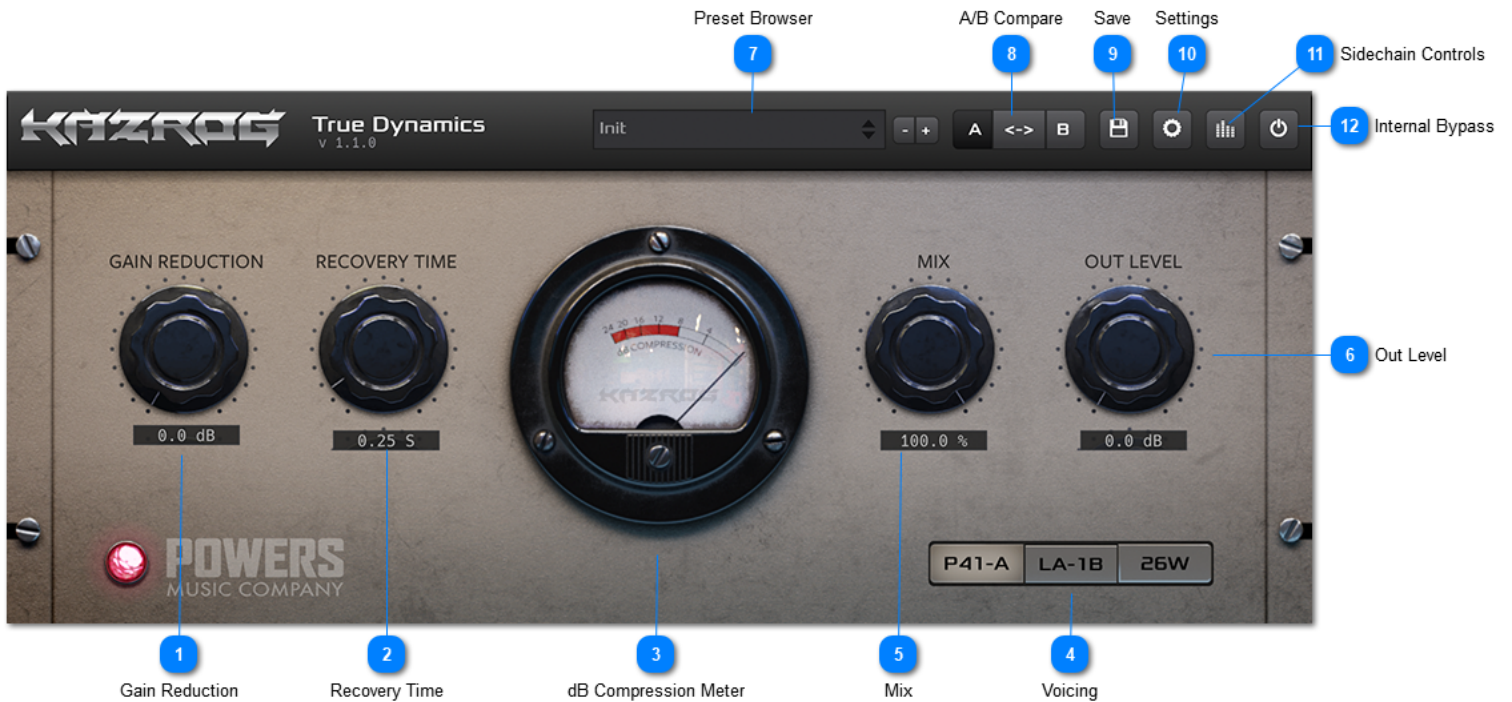 Preset Browser
A/B Compare
Save
Settings
7
8
9
10
11
Sidechain Controls
KAZROG
True Dynamics
v 1.1.0
Init
- +
A <-> B
12
Internal Bypass
GAIN REDUCTION
RECOVERY TIME
MIX
OUT LEVEL
24 20 16 12 8 4
COMPRESSION
KAZROG
6
Out Level
0.0 dB
0.25 S
100.0 %
0.0 dB
POWERS
MUSIC COMPANY
P41-A
LA-1B
26W
1
2
3
5
4
Gain Reduction
Recovery Time
dB Compression Meter
Mix
Voicing